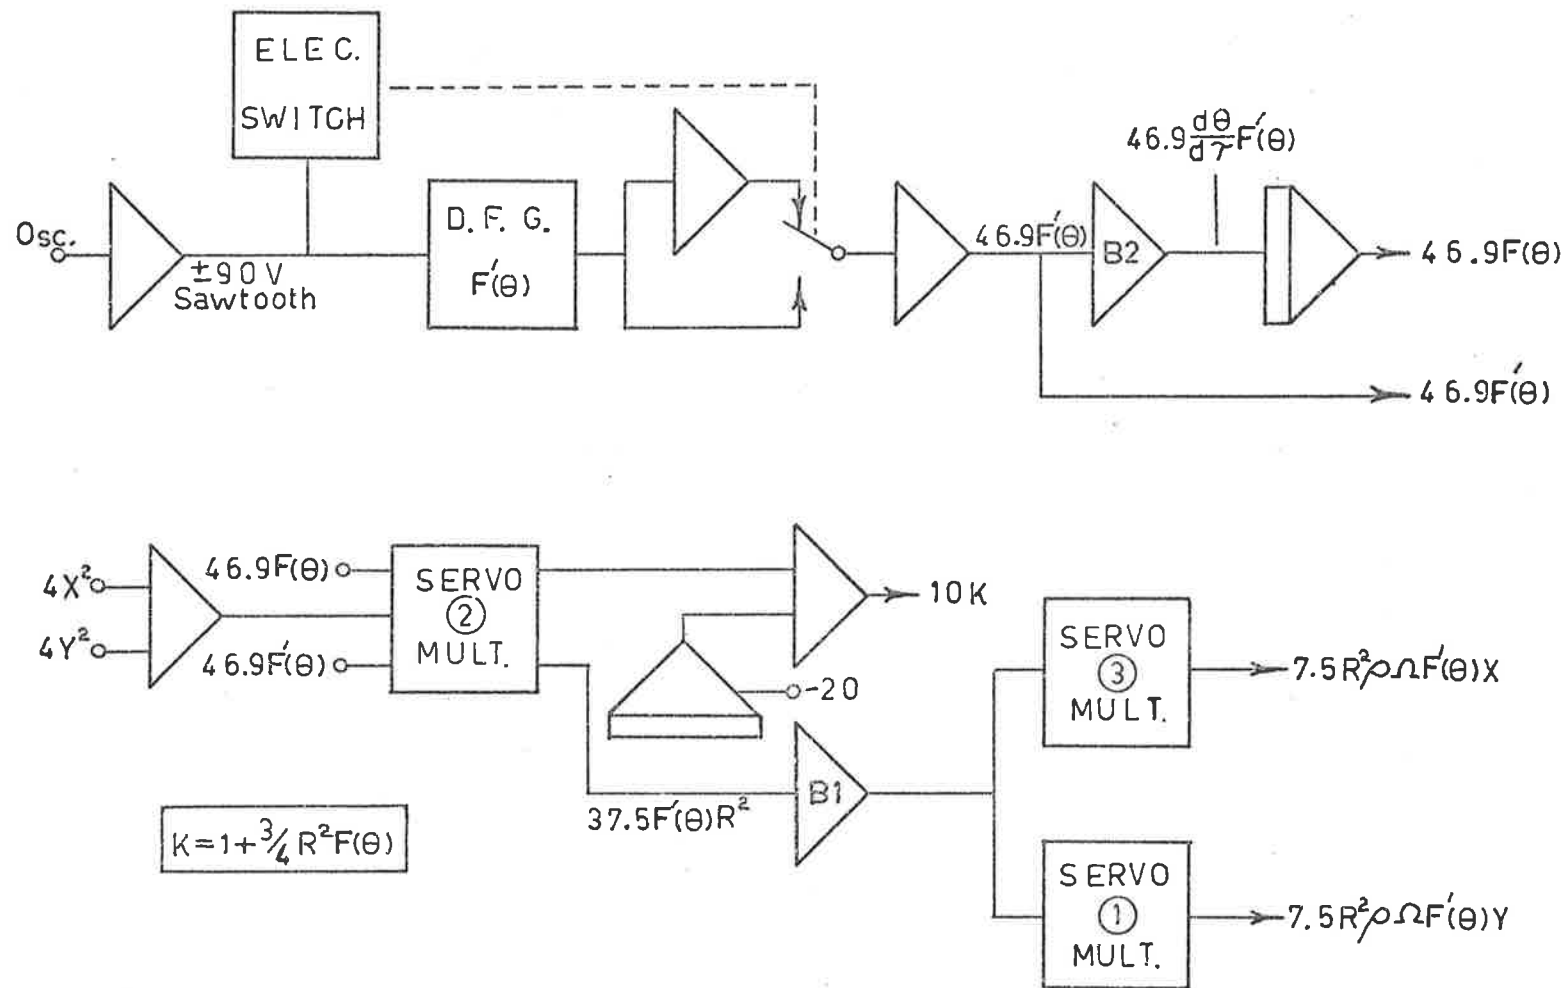 ELEC.
SWITCH
Osc.
±90V
Sawtooth
D. F. G.
F′(θ)
46.9F′(θ)
B2
46.9 dθ/dτ F′(θ)
46.9F(θ)
46.9F′(θ)
4X²
4Y²
46.9F(θ)
46.9F′(θ)
SERVO
②
MULT.
10K
-20
37.5F′(θ)R²
B1
SERVO
③
MULT.
7.5R²ρΩF′(θ)X
SERVO
①
MULT.
7.5R²ρΩF′(θ)Y
K=1+¾R²F(θ)